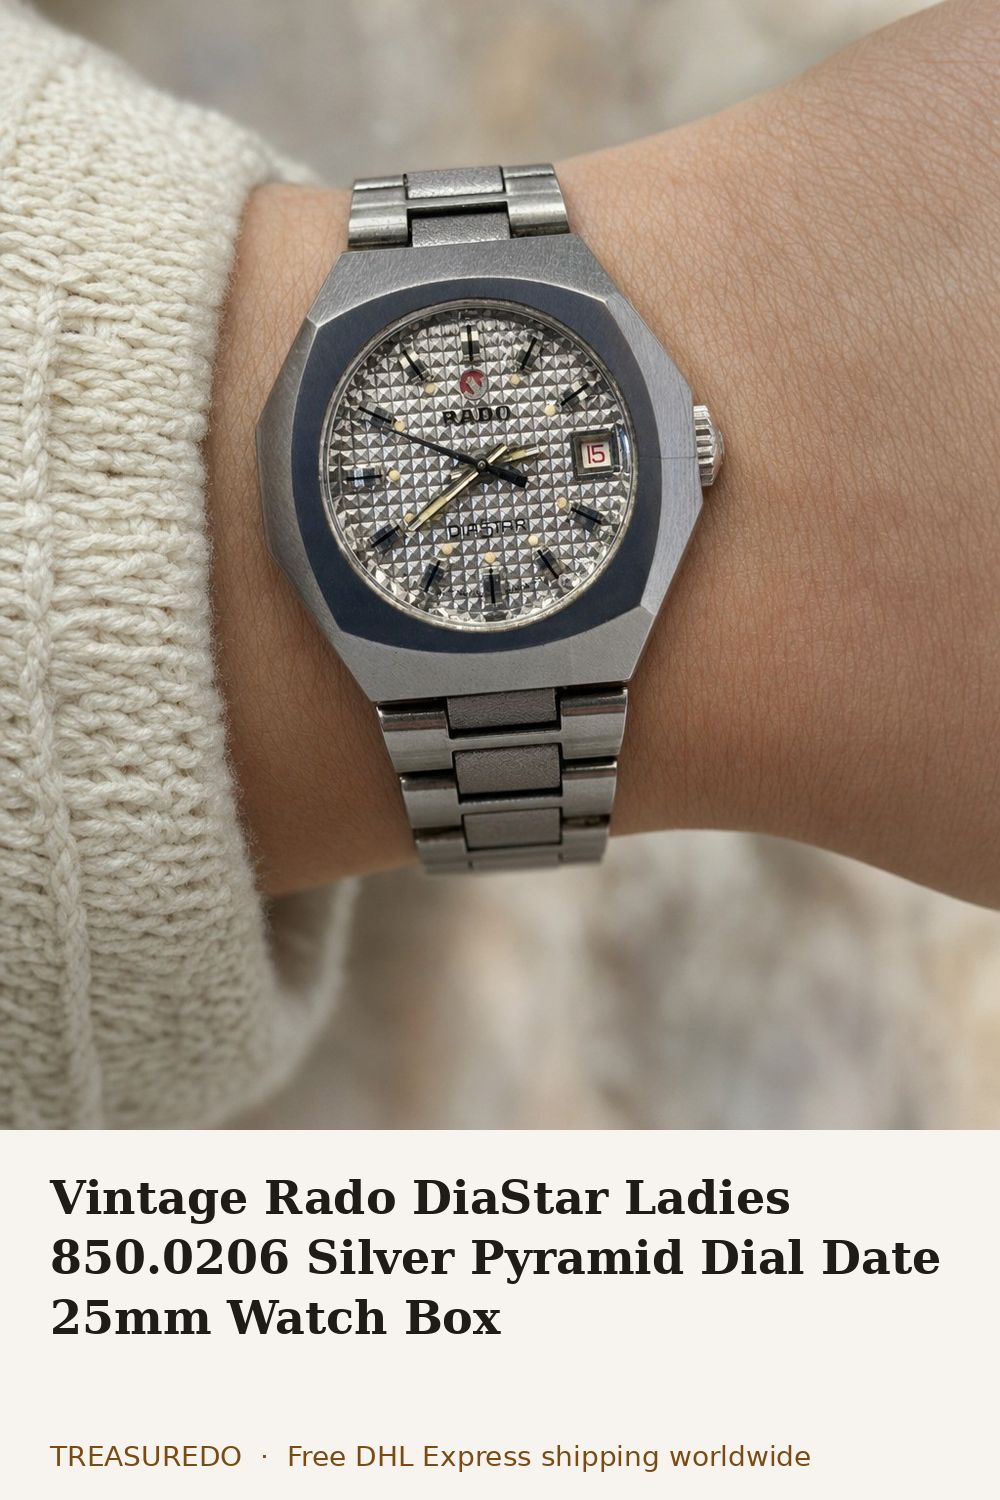 RADO
15
DIASTAR
Vintage Rado DiaStar Ladies
850.0206 Silver Pyramid Dial Date
25mm Watch Box
TREASUREDO · Free DHL Express shipping worldwide